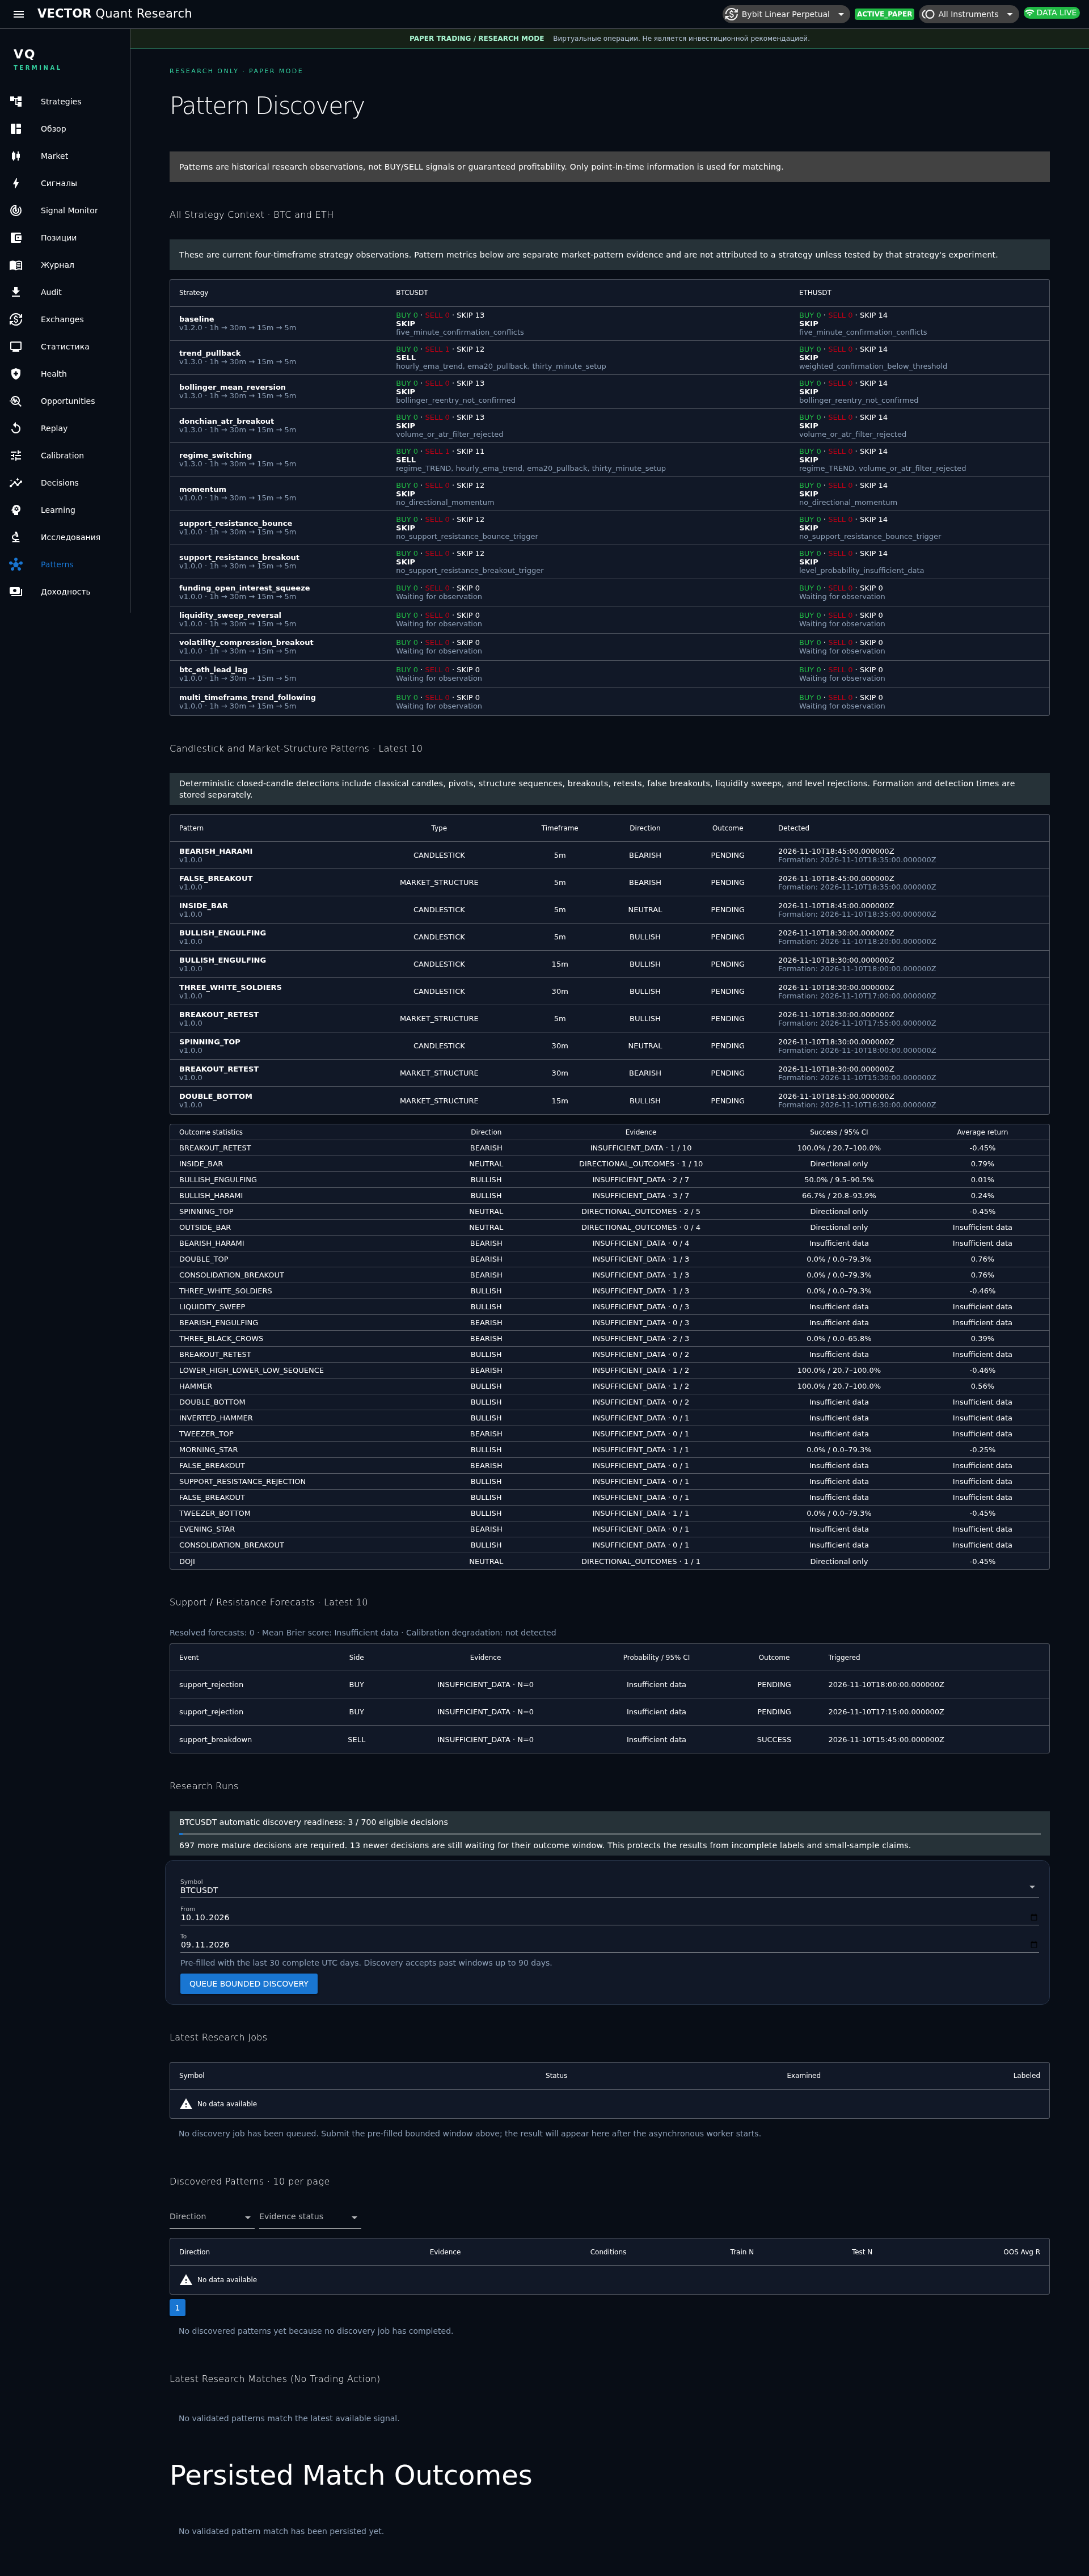 VECTOR Quant Research
Bybit Linear Perpetual
ACTIVE_PAPER
All Instruments
DATA LIVE
VQ
TERMINAL
Strategies
Обзор
Market
Сигналы
Signal Monitor
Позиции
Журнал
Audit
Exchanges
Статистика
Health
Opportunities
Replay
Calibration
Decisions
Learning
Исследования
Patterns
Доходность
PAPER TRADING / RESEARCH MODE Виртуальные операции. Не является инвестиционной рекомендацией.
RESEARCH ONLY · PAPER MODE
Pattern Discovery
Patterns are historical research observations, not BUY/SELL signals or guaranteed profitability. Only point-in-time information is used for matching.
All Strategy Context · BTC and ETH
These are current four-timeframe strategy observations. Pattern metrics below are separate market-pattern evidence and are not attributed to a strategy unless tested by that strategy's experiment.
Strategy BTCUSDT ETHUSDT
baseline
v1.2.0 · 1h → 30m → 15m → 5m
BUY 0 · SELL 0 · SKIP 13
SKIP
five_minute_confirmation_conflicts
BUY 0 · SELL 0 · SKIP 14
SKIP
five_minute_confirmation_conflicts
trend_pullback
v1.3.0 · 1h → 30m → 15m → 5m
BUY 0 · SELL 1 · SKIP 12
SELL
hourly_ema_trend, ema20_pullback, thirty_minute_setup
BUY 0 · SELL 0 · SKIP 14
SKIP
weighted_confirmation_below_threshold
bollinger_mean_reversion
v1.3.0 · 1h → 30m → 15m → 5m
BUY 0 · SELL 0 · SKIP 13
SKIP
bollinger_reentry_not_confirmed
BUY 0 · SELL 0 · SKIP 14
SKIP
bollinger_reentry_not_confirmed
donchian_atr_breakout
v1.3.0 · 1h → 30m → 15m → 5m
BUY 0 · SELL 0 · SKIP 13
SKIP
volume_or_atr_filter_rejected
BUY 0 · SELL 0 · SKIP 14
SKIP
volume_or_atr_filter_rejected
regime_switching
v1.3.0 · 1h → 30m → 15m → 5m
BUY 0 · SELL 1 · SKIP 11
SELL
regime_TREND, hourly_ema_trend, ema20_pullback, thirty_minute_setup
BUY 0 · SELL 0 · SKIP 14
SKIP
regime_TREND, volume_or_atr_filter_rejected
momentum
v1.0.0 · 1h → 30m → 15m → 5m
BUY 0 · SELL 0 · SKIP 12
SKIP
no_directional_momentum
BUY 0 · SELL 0 · SKIP 14
SKIP
no_directional_momentum
support_resistance_bounce
v1.0.0 · 1h → 30m → 15m → 5m
BUY 0 · SELL 0 · SKIP 12
SKIP
no_support_resistance_bounce_trigger
BUY 0 · SELL 0 · SKIP 14
SKIP
no_support_resistance_bounce_trigger
support_resistance_breakout
v1.0.0 · 1h → 30m → 15m → 5m
BUY 0 · SELL 0 · SKIP 12
SKIP
no_support_resistance_breakout_trigger
BUY 0 · SELL 0 · SKIP 14
SKIP
level_probability_insufficient_data
funding_open_interest_squeeze
v1.0.0 · 1h → 30m → 15m → 5m
BUY 0 · SELL 0 · SKIP 0
Waiting for observation
BUY 0 · SELL 0 · SKIP 0
Waiting for observation
liquidity_sweep_reversal
v1.0.0 · 1h → 30m → 15m → 5m
BUY 0 · SELL 0 · SKIP 0
Waiting for observation
BUY 0 · SELL 0 · SKIP 0
Waiting for observation
volatility_compression_breakout
v1.0.0 · 1h → 30m → 15m → 5m
BUY 0 · SELL 0 · SKIP 0
Waiting for observation
BUY 0 · SELL 0 · SKIP 0
Waiting for observation
btc_eth_lead_lag
v1.0.0 · 1h → 30m → 15m → 5m
BUY 0 · SELL 0 · SKIP 0
Waiting for observation
BUY 0 · SELL 0 · SKIP 0
Waiting for observation
multi_timeframe_trend_following
v1.0.0 · 1h → 30m → 15m → 5m
BUY 0 · SELL 0 · SKIP 0
Waiting for observation
BUY 0 · SELL 0 · SKIP 0
Waiting for observation
Candlestick and Market-Structure Patterns · Latest 10
Deterministic closed-candle detections include classical candles, pivots, structure sequences, breakouts, retests, false breakouts, liquidity sweeps, and level rejections. Formation and detection times are
stored separately.
Pattern Type Timeframe Direction Outcome Detected
BEARISH_HARAMI
v1.0.0
CANDLESTICK 5m BEARISH PENDING
2026-11-10T18:45:00.000000Z
Formation: 2026-11-10T18:35:00.000000Z
FALSE_BREAKOUT
v1.0.0
MARKET_STRUCTURE 5m BEARISH PENDING
2026-11-10T18:45:00.000000Z
Formation: 2026-11-10T18:35:00.000000Z
INSIDE_BAR
v1.0.0
CANDLESTICK 5m NEUTRAL PENDING
2026-11-10T18:45:00.000000Z
Formation: 2026-11-10T18:35:00.000000Z
BULLISH_ENGULFING
v1.0.0
CANDLESTICK 5m BULLISH PENDING
2026-11-10T18:30:00.000000Z
Formation: 2026-11-10T18:20:00.000000Z
BULLISH_ENGULFING
v1.0.0
CANDLESTICK 15m BULLISH PENDING
2026-11-10T18:30:00.000000Z
Formation: 2026-11-10T18:00:00.000000Z
THREE_WHITE_SOLDIERS
v1.0.0
CANDLESTICK 30m BULLISH PENDING
2026-11-10T18:30:00.000000Z
Formation: 2026-11-10T17:00:00.000000Z
BREAKOUT_RETEST
v1.0.0
MARKET_STRUCTURE 5m BULLISH PENDING
2026-11-10T18:30:00.000000Z
Formation: 2026-11-10T17:55:00.000000Z
SPINNING_TOP
v1.0.0
CANDLESTICK 30m NEUTRAL PENDING
2026-11-10T18:30:00.000000Z
Formation: 2026-11-10T18:00:00.000000Z
BREAKOUT_RETEST
v1.0.0
MARKET_STRUCTURE 30m BEARISH PENDING
2026-11-10T18:30:00.000000Z
Formation: 2026-11-10T15:30:00.000000Z
DOUBLE_BOTTOM
v1.0.0
MARKET_STRUCTURE 15m BULLISH PENDING
2026-11-10T18:15:00.000000Z
Formation: 2026-11-10T16:30:00.000000Z
Outcome statistics Direction Evidence Success / 95% CI Average return
BREAKOUT_RETEST BEARISH INSUFFICIENT_DATA · 1 / 10 100.0% / 20.7–100.0% -0.45%
INSIDE_BAR NEUTRAL DIRECTIONAL_OUTCOMES · 1 / 10 Directional only 0.79%
BULLISH_ENGULFING BULLISH INSUFFICIENT_DATA · 2 / 7 50.0% / 9.5–90.5% 0.01%
BULLISH_HARAMI BULLISH INSUFFICIENT_DATA · 3 / 7 66.7% / 20.8–93.9% 0.24%
SPINNING_TOP NEUTRAL DIRECTIONAL_OUTCOMES · 2 / 5 Directional only -0.45%
OUTSIDE_BAR NEUTRAL DIRECTIONAL_OUTCOMES · 0 / 4 Directional only Insufficient data
BEARISH_HARAMI BEARISH INSUFFICIENT_DATA · 0 / 4 Insufficient data Insufficient data
DOUBLE_TOP BEARISH INSUFFICIENT_DATA · 1 / 3 0.0% / 0.0–79.3% 0.76%
CONSOLIDATION_BREAKOUT BEARISH INSUFFICIENT_DATA · 1 / 3 0.0% / 0.0–79.3% 0.76%
THREE_WHITE_SOLDIERS BULLISH INSUFFICIENT_DATA · 1 / 3 0.0% / 0.0–79.3% -0.46%
LIQUIDITY_SWEEP BULLISH INSUFFICIENT_DATA · 0 / 3 Insufficient data Insufficient data
BEARISH_ENGULFING BEARISH INSUFFICIENT_DATA · 0 / 3 Insufficient data Insufficient data
THREE_BLACK_CROWS BEARISH INSUFFICIENT_DATA · 2 / 3 0.0% / 0.0–65.8% 0.39%
BREAKOUT_RETEST BULLISH INSUFFICIENT_DATA · 0 / 2 Insufficient data Insufficient data
LOWER_HIGH_LOWER_LOW_SEQUENCE BEARISH INSUFFICIENT_DATA · 1 / 2 100.0% / 20.7–100.0% -0.46%
HAMMER BULLISH INSUFFICIENT_DATA · 1 / 2 100.0% / 20.7–100.0% 0.56%
DOUBLE_BOTTOM BULLISH INSUFFICIENT_DATA · 0 / 2 Insufficient data Insufficient data
INVERTED_HAMMER BULLISH INSUFFICIENT_DATA · 0 / 1 Insufficient data Insufficient data
TWEEZER_TOP BEARISH INSUFFICIENT_DATA · 0 / 1 Insufficient data Insufficient data
MORNING_STAR BULLISH INSUFFICIENT_DATA · 1 / 1 0.0% / 0.0–79.3% -0.25%
FALSE_BREAKOUT BEARISH INSUFFICIENT_DATA · 0 / 1 Insufficient data Insufficient data
SUPPORT_RESISTANCE_REJECTION BULLISH INSUFFICIENT_DATA · 0 / 1 Insufficient data Insufficient data
FALSE_BREAKOUT BULLISH INSUFFICIENT_DATA · 0 / 1 Insufficient data Insufficient data
TWEEZER_BOTTOM BULLISH INSUFFICIENT_DATA · 1 / 1 0.0% / 0.0–79.3% -0.45%
EVENING_STAR BEARISH INSUFFICIENT_DATA · 0 / 1 Insufficient data Insufficient data
CONSOLIDATION_BREAKOUT BULLISH INSUFFICIENT_DATA · 0 / 1 Insufficient data Insufficient data
DOJI NEUTRAL DIRECTIONAL_OUTCOMES · 1 / 1 Directional only -0.45%
Support / Resistance Forecasts · Latest 10
Resolved forecasts: 0 · Mean Brier score: Insufficient data · Calibration degradation: not detected
Event Side Evidence Probability / 95% CI Outcome Triggered
support_rejection BUY INSUFFICIENT_DATA · N=0 Insufficient data PENDING 2026-11-10T18:00:00.000000Z
support_rejection BUY INSUFFICIENT_DATA · N=0 Insufficient data PENDING 2026-11-10T17:15:00.000000Z
support_breakdown SELL INSUFFICIENT_DATA · N=0 Insufficient data SUCCESS 2026-11-10T15:45:00.000000Z
Research Runs
BTCUSDT automatic discovery readiness: 3 / 700 eligible decisions
697 more mature decisions are required. 13 newer decisions are still waiting for their outcome window. This protects the results from incomplete labels and small-sample claims.
Symbol
BTCUSDT
From
10.10.2026
To
09.11.2026
Pre-filled with the last 30 complete UTC days. Discovery accepts past windows up to 90 days.
QUEUE BOUNDED DISCOVERY
Latest Research Jobs
Symbol Status Examined Labeled
No data available
No discovery job has been queued. Submit the pre-filled bounded window above; the result will appear here after the asynchronous worker starts.
Discovered Patterns · 10 per page
Direction Evidence status
Direction Evidence Conditions Train N Test N OOS Avg R
No data available
1
No discovered patterns yet because no discovery job has completed.
Latest Research Matches (No Trading Action)
No validated patterns match the latest available signal.
Persisted Match Outcomes
No validated pattern match has been persisted yet.